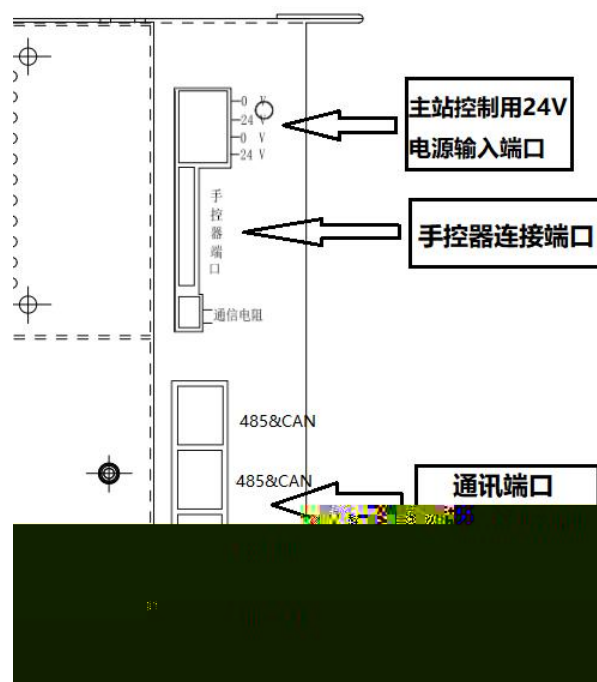 0 V
24 V
0 V
24 V
主站控制用24V
电源输入端口
手控器端口
手控器连接端口
通信电阻
485&CAN
485&CAN
通讯端口